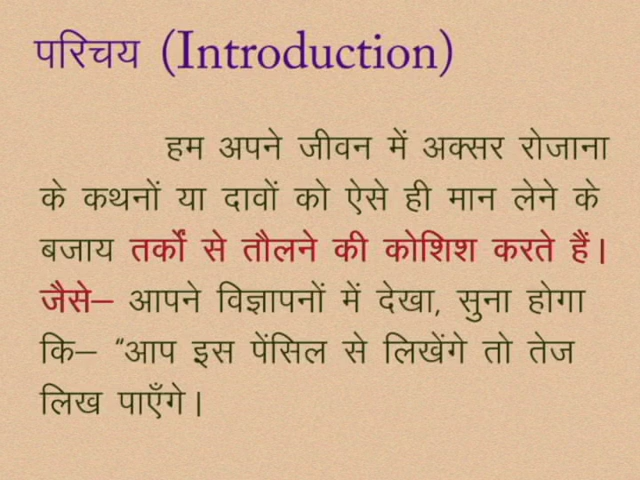 परिचय (Introduction)
हम अपने जीवन में अक्सर रोजाना
के कथनों या दावों को ऐसे ही मान लेने के
बजाय तर्कों से तौलने की कोशिश करते हैं।
जैसे– आपने विज्ञापनों में देखा, सुना होगा
कि– “आप इस पेंसिल से लिखेंगे तो तेज
लिख पाएँगे।